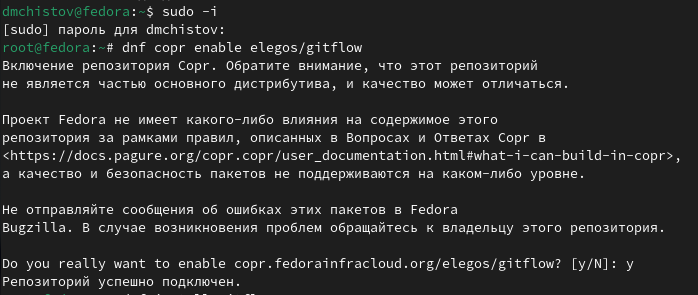 dmchistov@fedora:~$ sudo -i
[sudo] пароль для dmchistov:
root@fedora:~# dnf copr enable elegos/gitflow
Включение репозитория Copr. Обратите внимание, что этот репозиторий
не является частью основного дистрибутива, и качество может отличаться.
Проект Fedora не имеет какого-либо влияния на содержимое этого
репозитория за рамками правил, описанных в Вопросах и Ответах Copr в
<https://docs.pagure.org/copr.copr/user_documentation.html#what-i-can-build-in-copr>,
а качество и безопасность пакетов не поддерживаются на каком-либо уровне.
Не отправляйте сообщения об ошибках этих пакетов в Fedora
Bugzilla. В случае возникновения проблем обращайтесь к владельцу этого репозитория.
Do you really want to enable copr.fedorainfracloud.org/elegos/gitflow? [y/N]: y
Репозиторий успешно подключен.